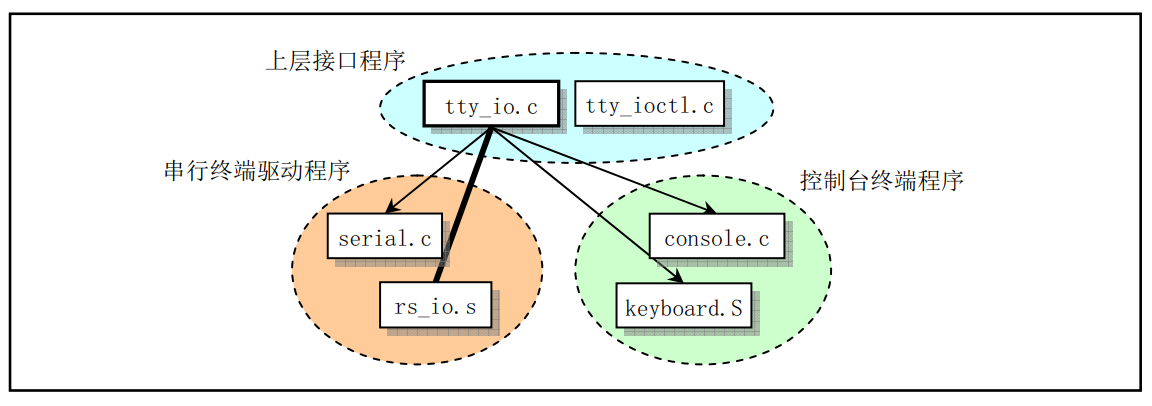 上层接口程序
tty_io.c
tty_ioctl.c
串行终端驱动程序
控制台终端程序
serial.c
console.c
rs_io.s
keyboard.S